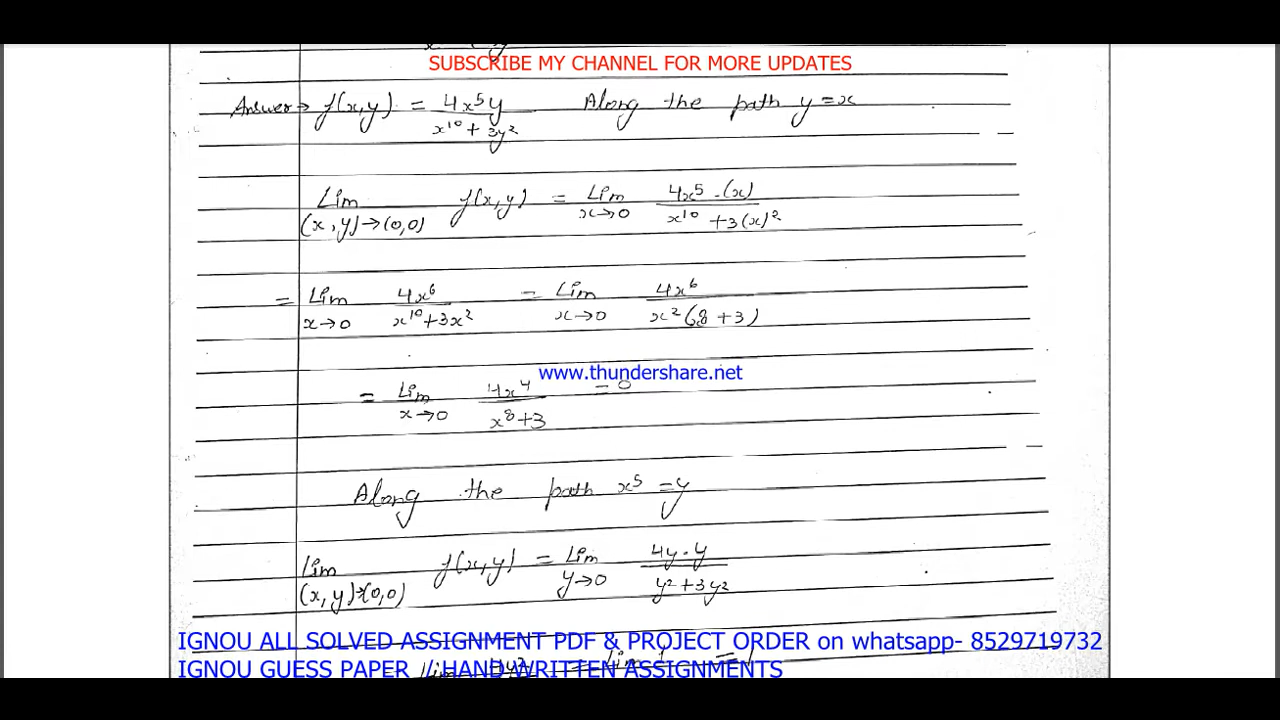 SUBSCRIBE MY CHANNEL FOR MORE UPDATES
Answer→ f(x,y) = 4x⁵y / x¹⁰ + 3y² Along the path y = x
Lim (x,y)→(0,0) f(x,y) = Lim x→0 4x⁵·(x) / x¹⁰ + 3(x)²
= Lim x→0 4x⁶ / x¹⁰+3x² = Lim x→0 4x⁶ / x²( 8 + 3)
www.thundershare.net
= Lim x→0 4x⁴ / x⁸+3 = 0
Along the path x⁵ = y
Lim (x,y)→(0,0) f(x,y) = Lim y→0 4y·y / y²+3y²
IGNOU ALL SOLVED ASSIGNMENT PDF & PROJECT ORDER on whatsapp- 8529719732
IGNOU GUESS PAPER , HAND WRITTEN ASSIGNMENTS